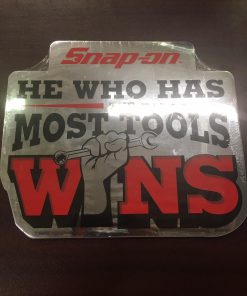 Snap-on
HE WHO HAS
MOST TOOLS
WINS